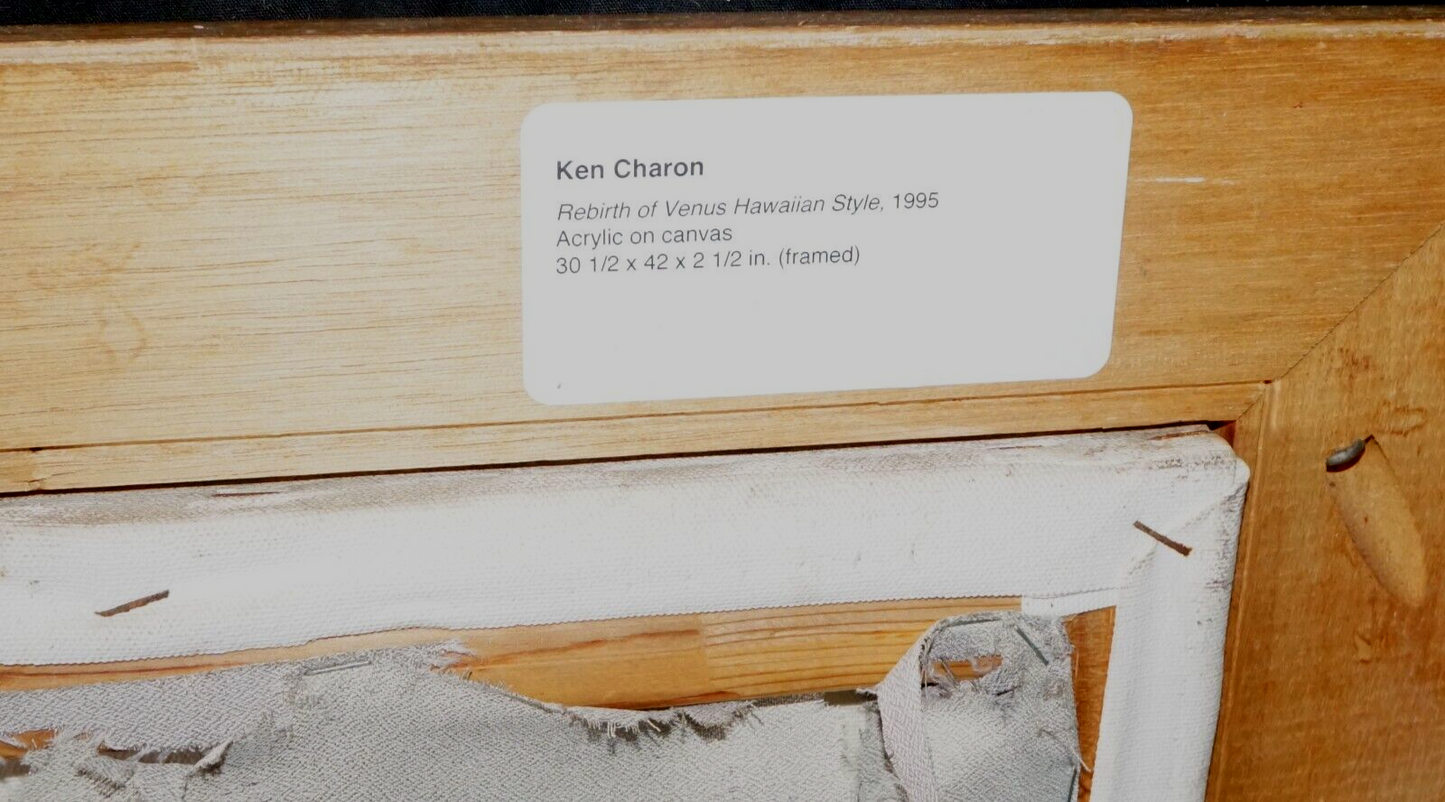 Ken Charon
Rebirth of Venus Hawaiian Style, 1995
Acrylic on canvas
30 1/2 x 42 x 2 1/2 in. (framed)